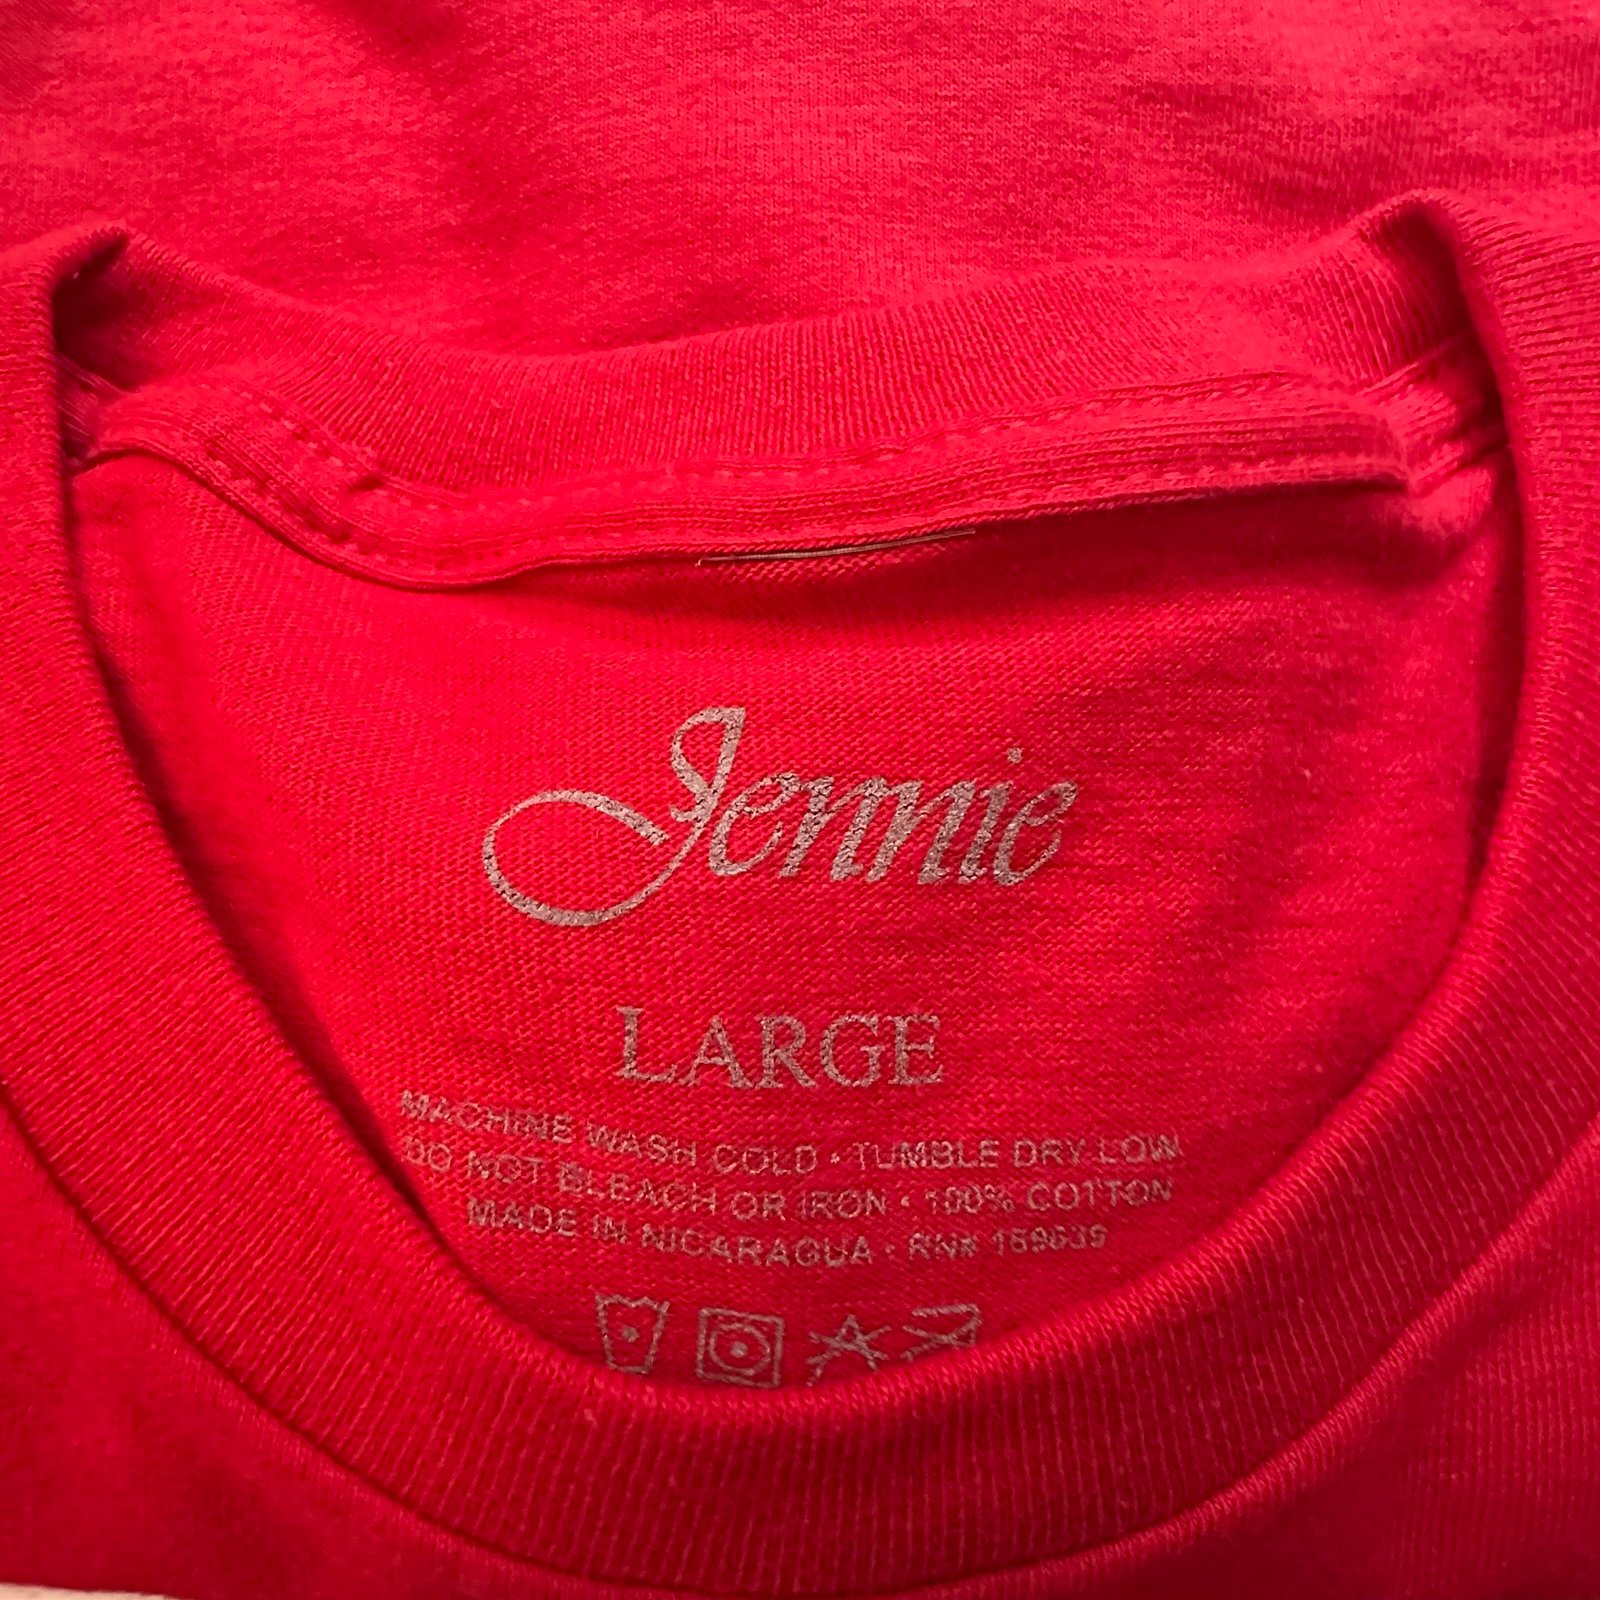 Jennie
LARGE
MACHINE WASH COLD • TUMBLE DRY LOW
DO NOT BLEACH OR IRON • 100% COTTON
MADE IN NICARAGUA • RN# 159639